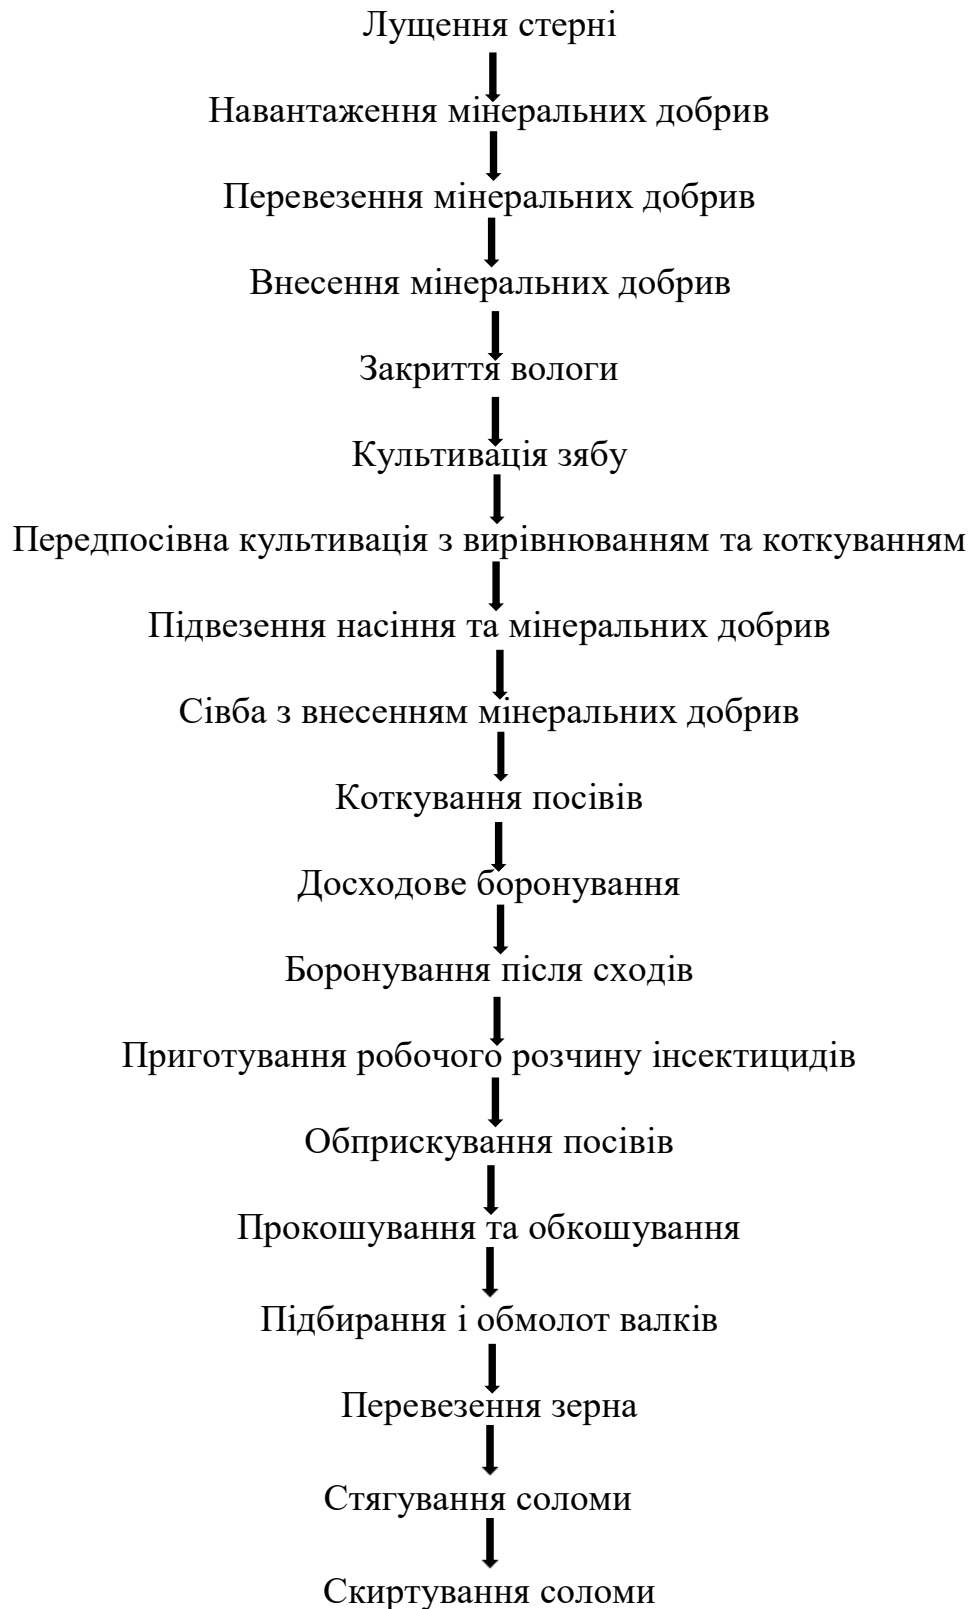 Лущення стерні
Навантаження мінеральних добрив
Перевезення мінеральних добрив
Внесення мінеральних добрив
Закриття вологи
Культивація зябу
Передпосівна культивація з вирівнюванням та коткуванням
Підвезення насіння та мінеральних добрив
Сівба з внесенням мінеральних добрив
Коткування посівів
Досходове боронування
Боронування після сходів
Приготування робочого розчину інсектицидів
Обприскування посівів
Прокошування та обкошування
Підбирання і обмолот валків
Перевезення зерна
Стягування соломи
Скиртування соломи